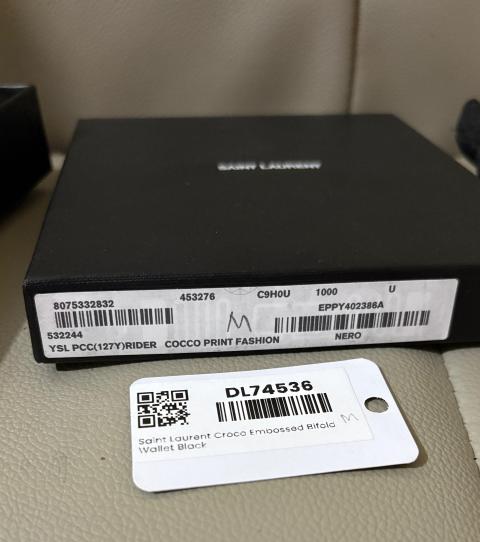 SAINT LAURENT
8075332832 453276 C9H0U 1000 U
EPPY402386A
M
532244
YSL PCC(127Y)RIDER COCCO PRINT FASHION NERO
DL74536
Saint Laurent Croco Embossed Bifold M
Wallet Black